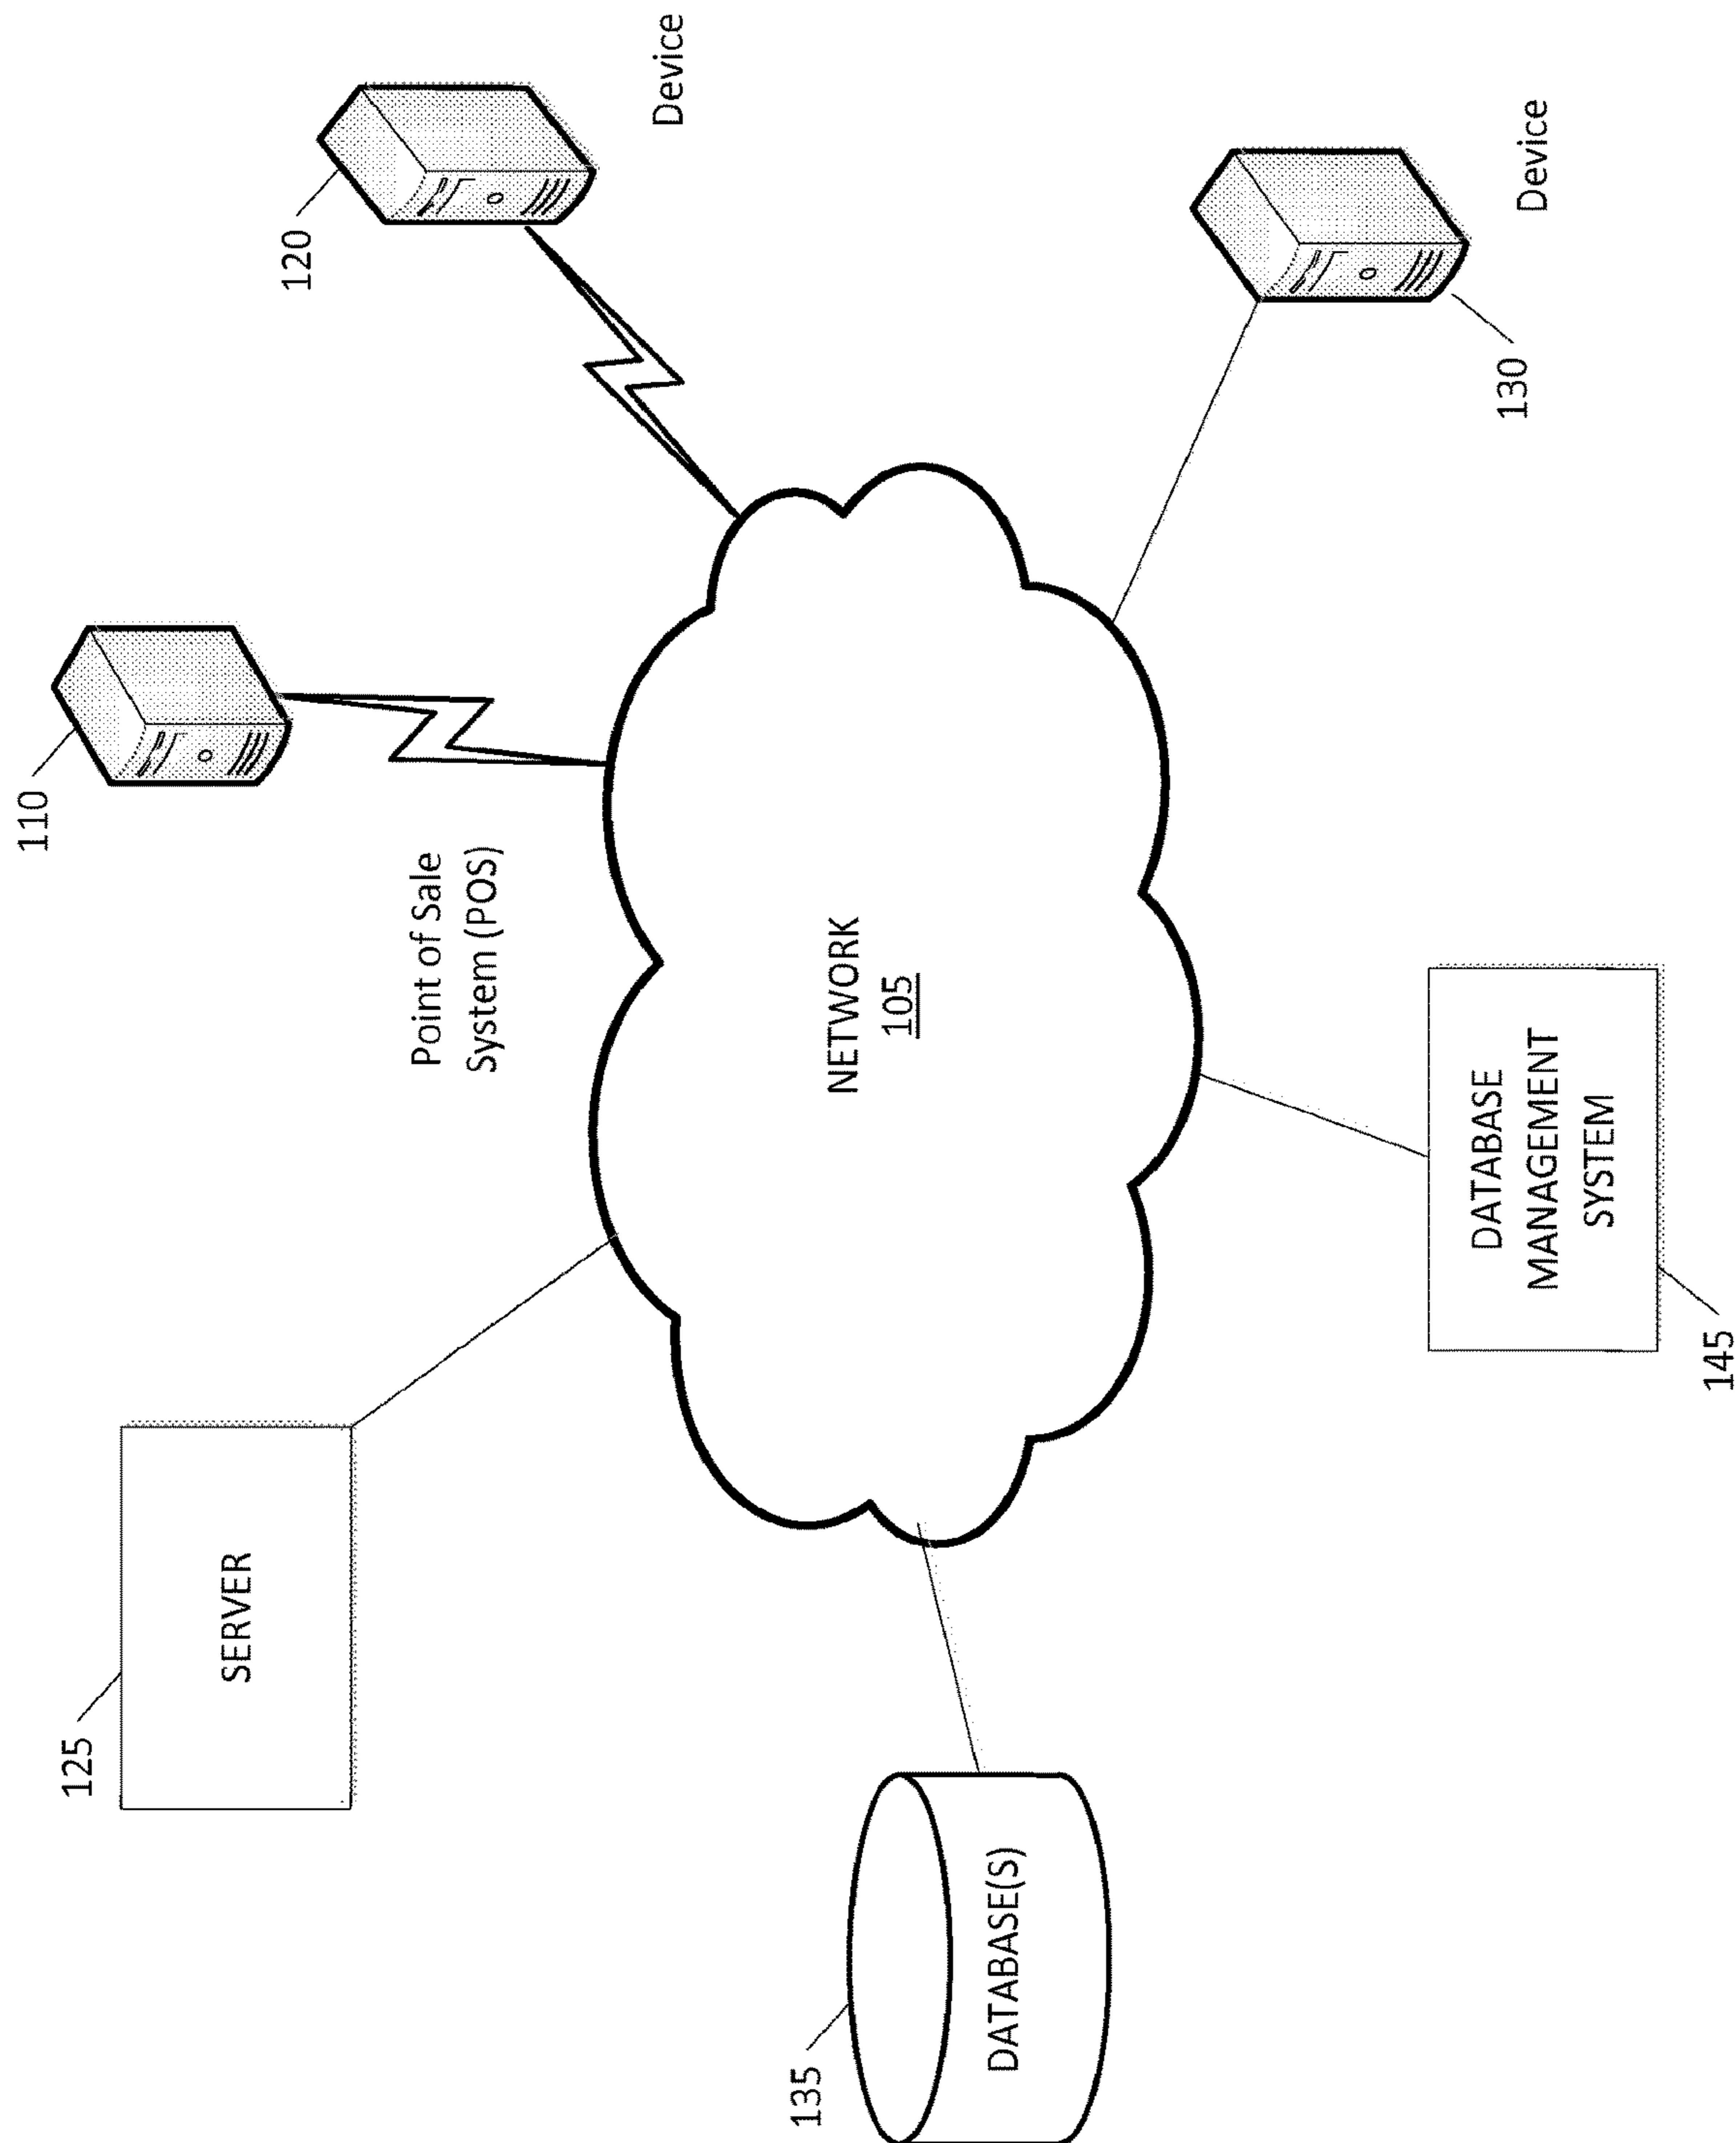 110
120
Device
Point of Sale
System (POS)
125
SERVER
NETWORK
105
135
DATABASE(S)
DATABASE
MANAGEMENT
SYSTEM
145
130
Device